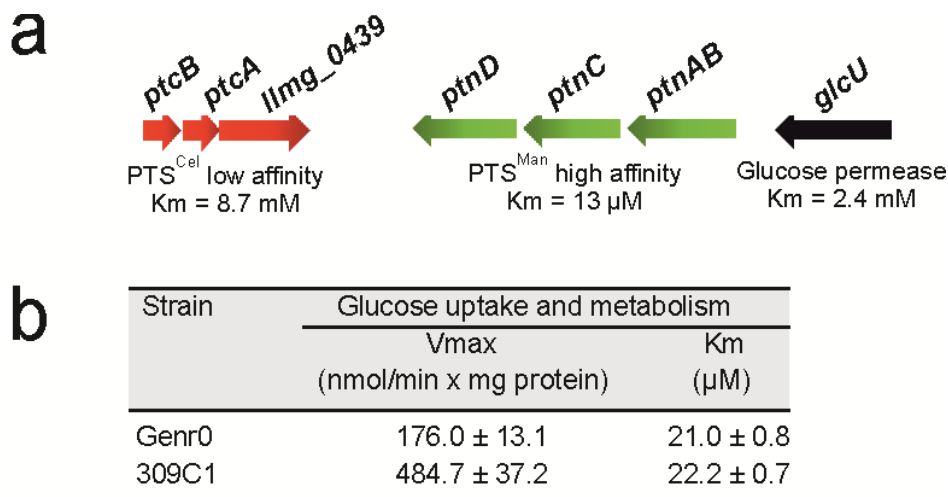 a
ptcB ptcA llmg_0439 ptnD ptnC ptnAB glcU
PTS^Cel low affinity PTS^Man high affinity Glucose permease
Km = 8.7 mM Km = 13 µM Km = 2.4 mM
b
Strain Glucose uptake and metabolism
Vmax Km
(nmol/min x mg protein) (µM)
Genr0 176.0 ± 13.1 21.0 ± 0.8
309C1 484.7 ± 37.2 22.2 ± 0.7